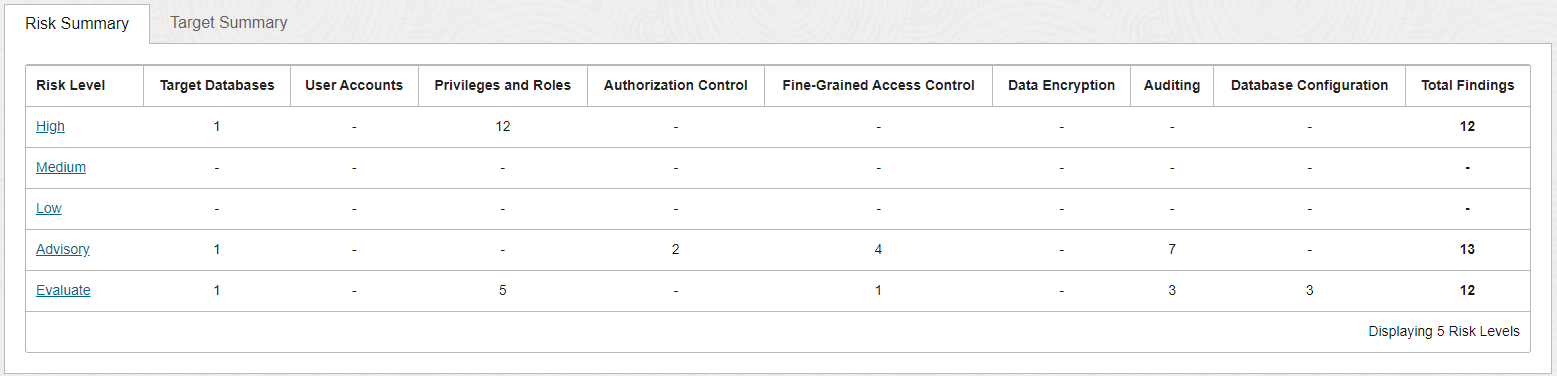 Risk Summary Target Summary
Risk Level Target Databases User Accounts Privileges and Roles Authorization Control Fine-Grained Access Control Data Encryption Auditing Database Configuration Total Findings
High 1 - 12 - - - - - 12
Medium - - - - - - - - -
Low - - - - - - - - -
Advisory 1 - - 2 4 - 7 - 13
Evaluate 1 - 5 - 1 - 3 3 12
Displaying 5 Risk Levels